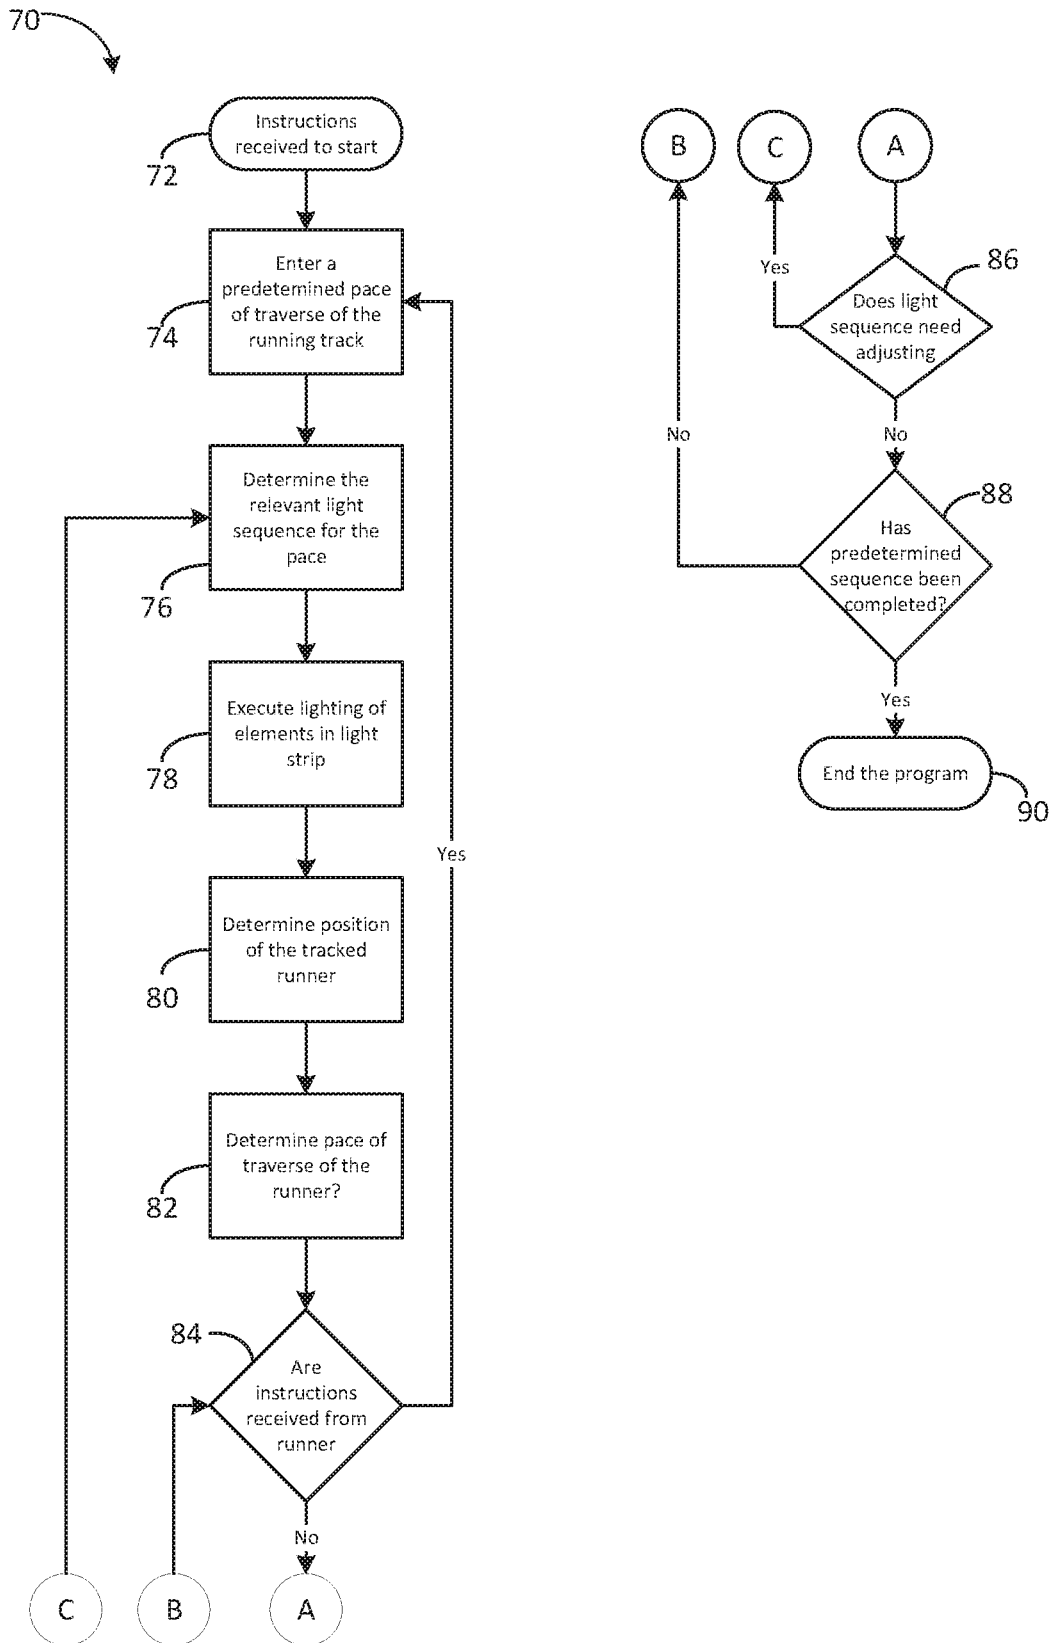 70
Instructions
received to start
72
Enter a
predetemined pace
of traverse of the
running track
74
Determine the
relevant light
sequence for the
pace
76
Execute lighting of
elements in light
strip
78
Yes
Determine position
of the tracked
runner
80
Determine pace of
traverse of the
runner?
82
84
Are
instructions
received from
runner
No
C
B
A
B
C
A
Yes
86
Does light
sequence need
adjusting
No
No
88
Has
predetermined
sequence been
completed?
Yes
End the program
90